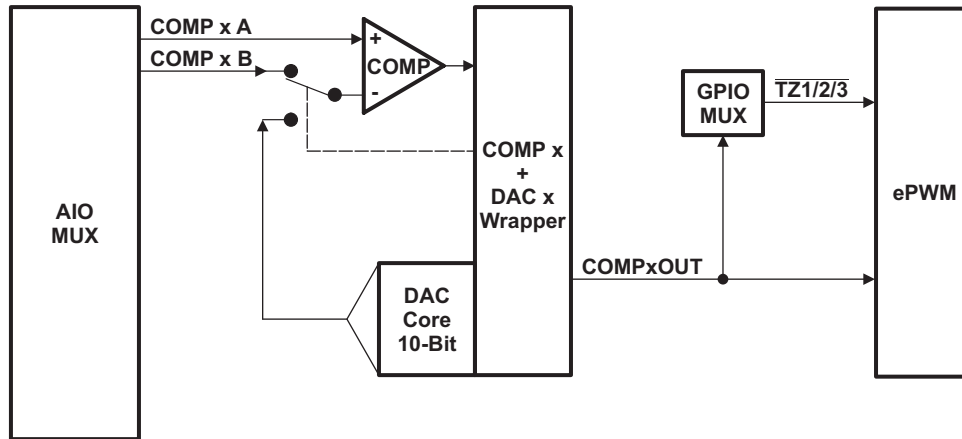 COMP x A
COMP x B
+
COMP
-
AIO
MUX
COMP x
+
DAC x
Wrapper
DAC
Core
10-Bit
COMPxOUT
GPIO
MUX
TZ1/2/3
ePWM